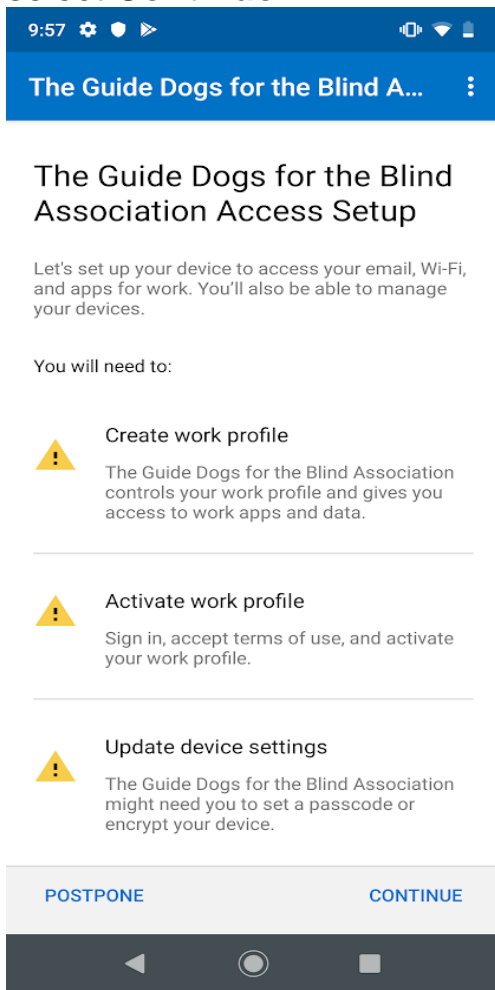 9:57
The Guide Dogs for the Blind A...
The Guide Dogs for the Blind
Association Access Setup
Let's set up your device to access your email, Wi-Fi,
and apps for work. You'll also be able to manage
your devices.
You will need to:
Create work profile
The Guide Dogs for the Blind Association
controls your work profile and gives you
access to work apps and data.
Activate work profile
Sign in, accept terms of use, and activate
your work profile.
Update device settings
The Guide Dogs for the Blind Association
might need you to set a passcode or
encrypt your device.
POSTPONE
CONTINUE